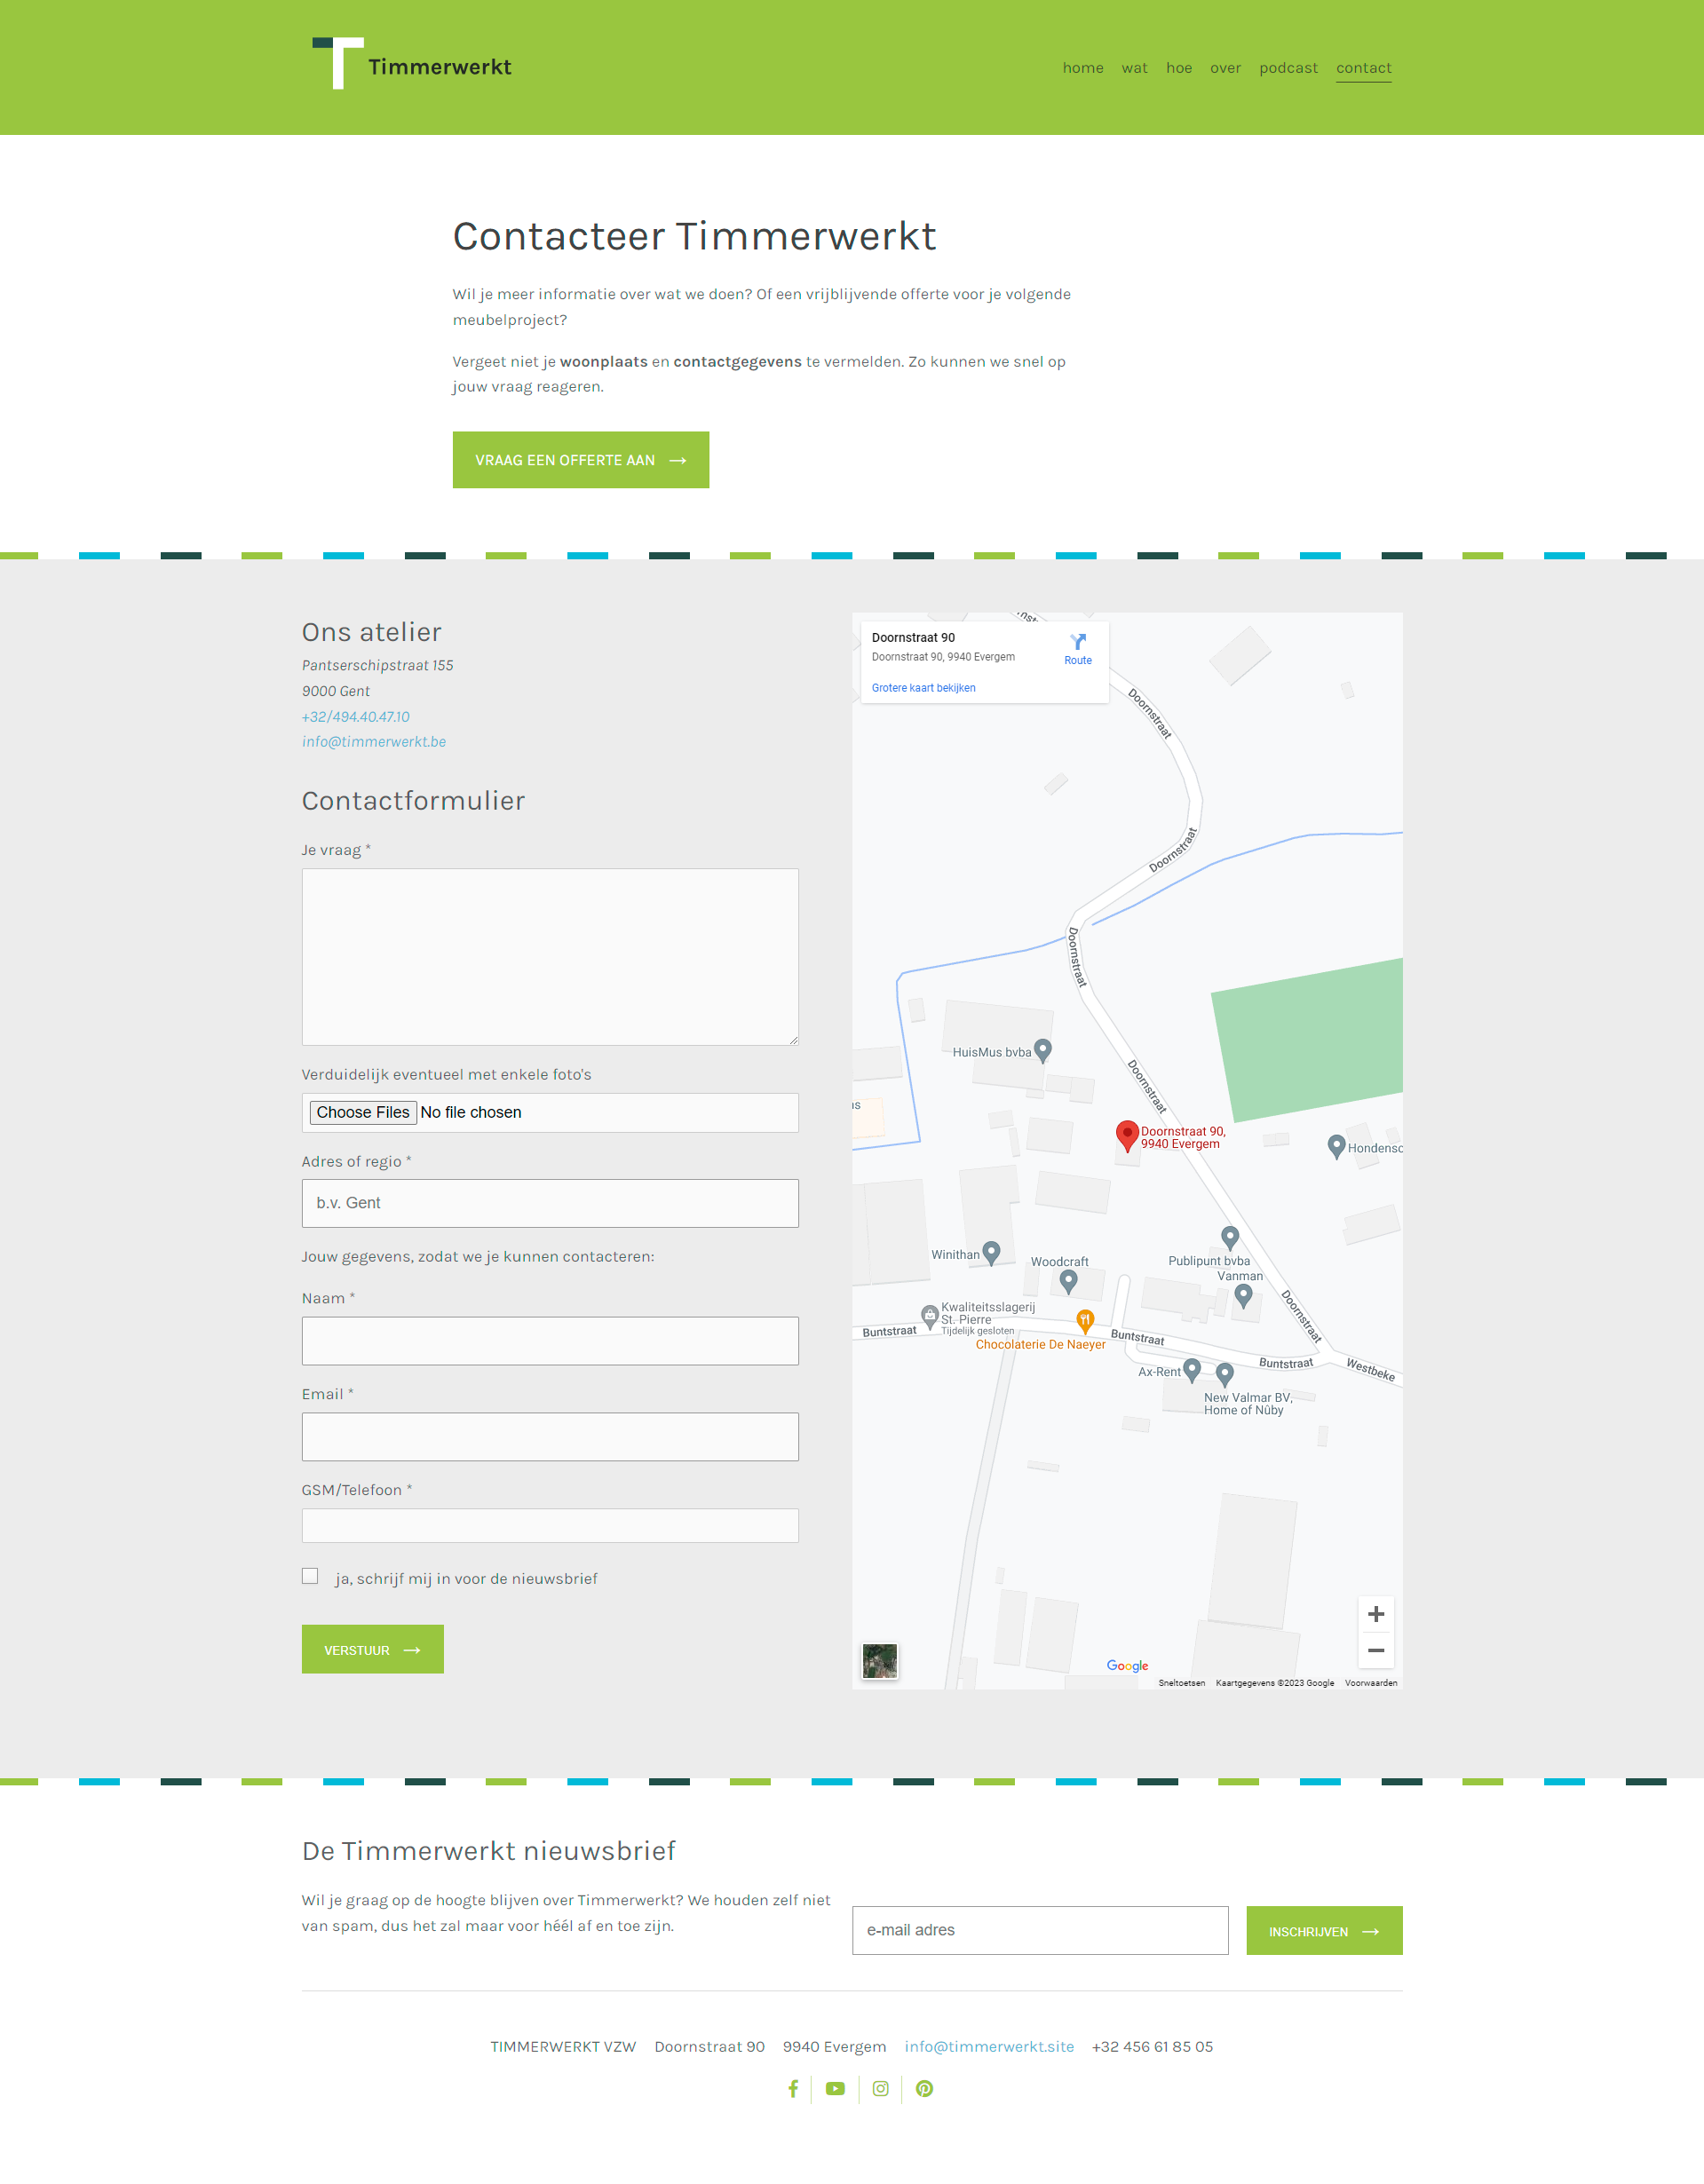 Timmerwerkt
home wat hoe over podcast contact
Contacteer Timmerwerkt
Wil je meer informatie over wat we doen? Of een vrijblijvende offerte voor je volgende
meubelproject?
Vergeet niet je woonplaats en contactgegevens te vermelden. Zo kunnen we snel op
jouw vraag reageren.
VRAAG EEN OFFERTE AAN
Ons atelier
Pantserschipstraat 155
9000 Gent
+32/494.40.47.10
info@timmerwerkt.be
Contactformulier
Je vraag *
Verduidelijk eventueel met enkele foto's
Choose Files No file chosen
Adres of regio *
b.v. Gent
Jouw gegevens, zodat we je kunnen contacteren:
Naam *
Email *
GSM/Telefoon *
ja, schrijf mij in voor de nieuwsbrief
VERSTUUR
Doornstraat 90
Doornstraat 90, 9940 Evergem
Route
Grotere kaart bekijken
Doornstraat
Doornstraat
Doornstraat
HuisMus bvba
Doornstraat
Doornstraat 90,
9940 Evergem
Hondensc
Winithan
Woodcraft
Publipunt bvba
Vanman
Kwaliteitsslagerij
St. Pierre
Tijdelijk gesloten
Doornstraat
Buntstraat
Buntstraat
Chocolaterie De Naeyer
Buntstraat
Westbeke
Ax-Rent
New Valmar BV,
Home of Nûby
Google
Sneltoetsen Kaartgegevens ©2023 Google Voorwaarden
De Timmerwerkt nieuwsbrief
Wil je graag op de hoogte blijven over Timmerwerkt? We houden zelf niet
van spam, dus het zal maar voor héél af en toe zijn.
e-mail adres
INSCHRIJVEN
TIMMERWERKT VZW Doornstraat 90 9940 Evergem info@timmerwerkt.site +32 456 61 85 05